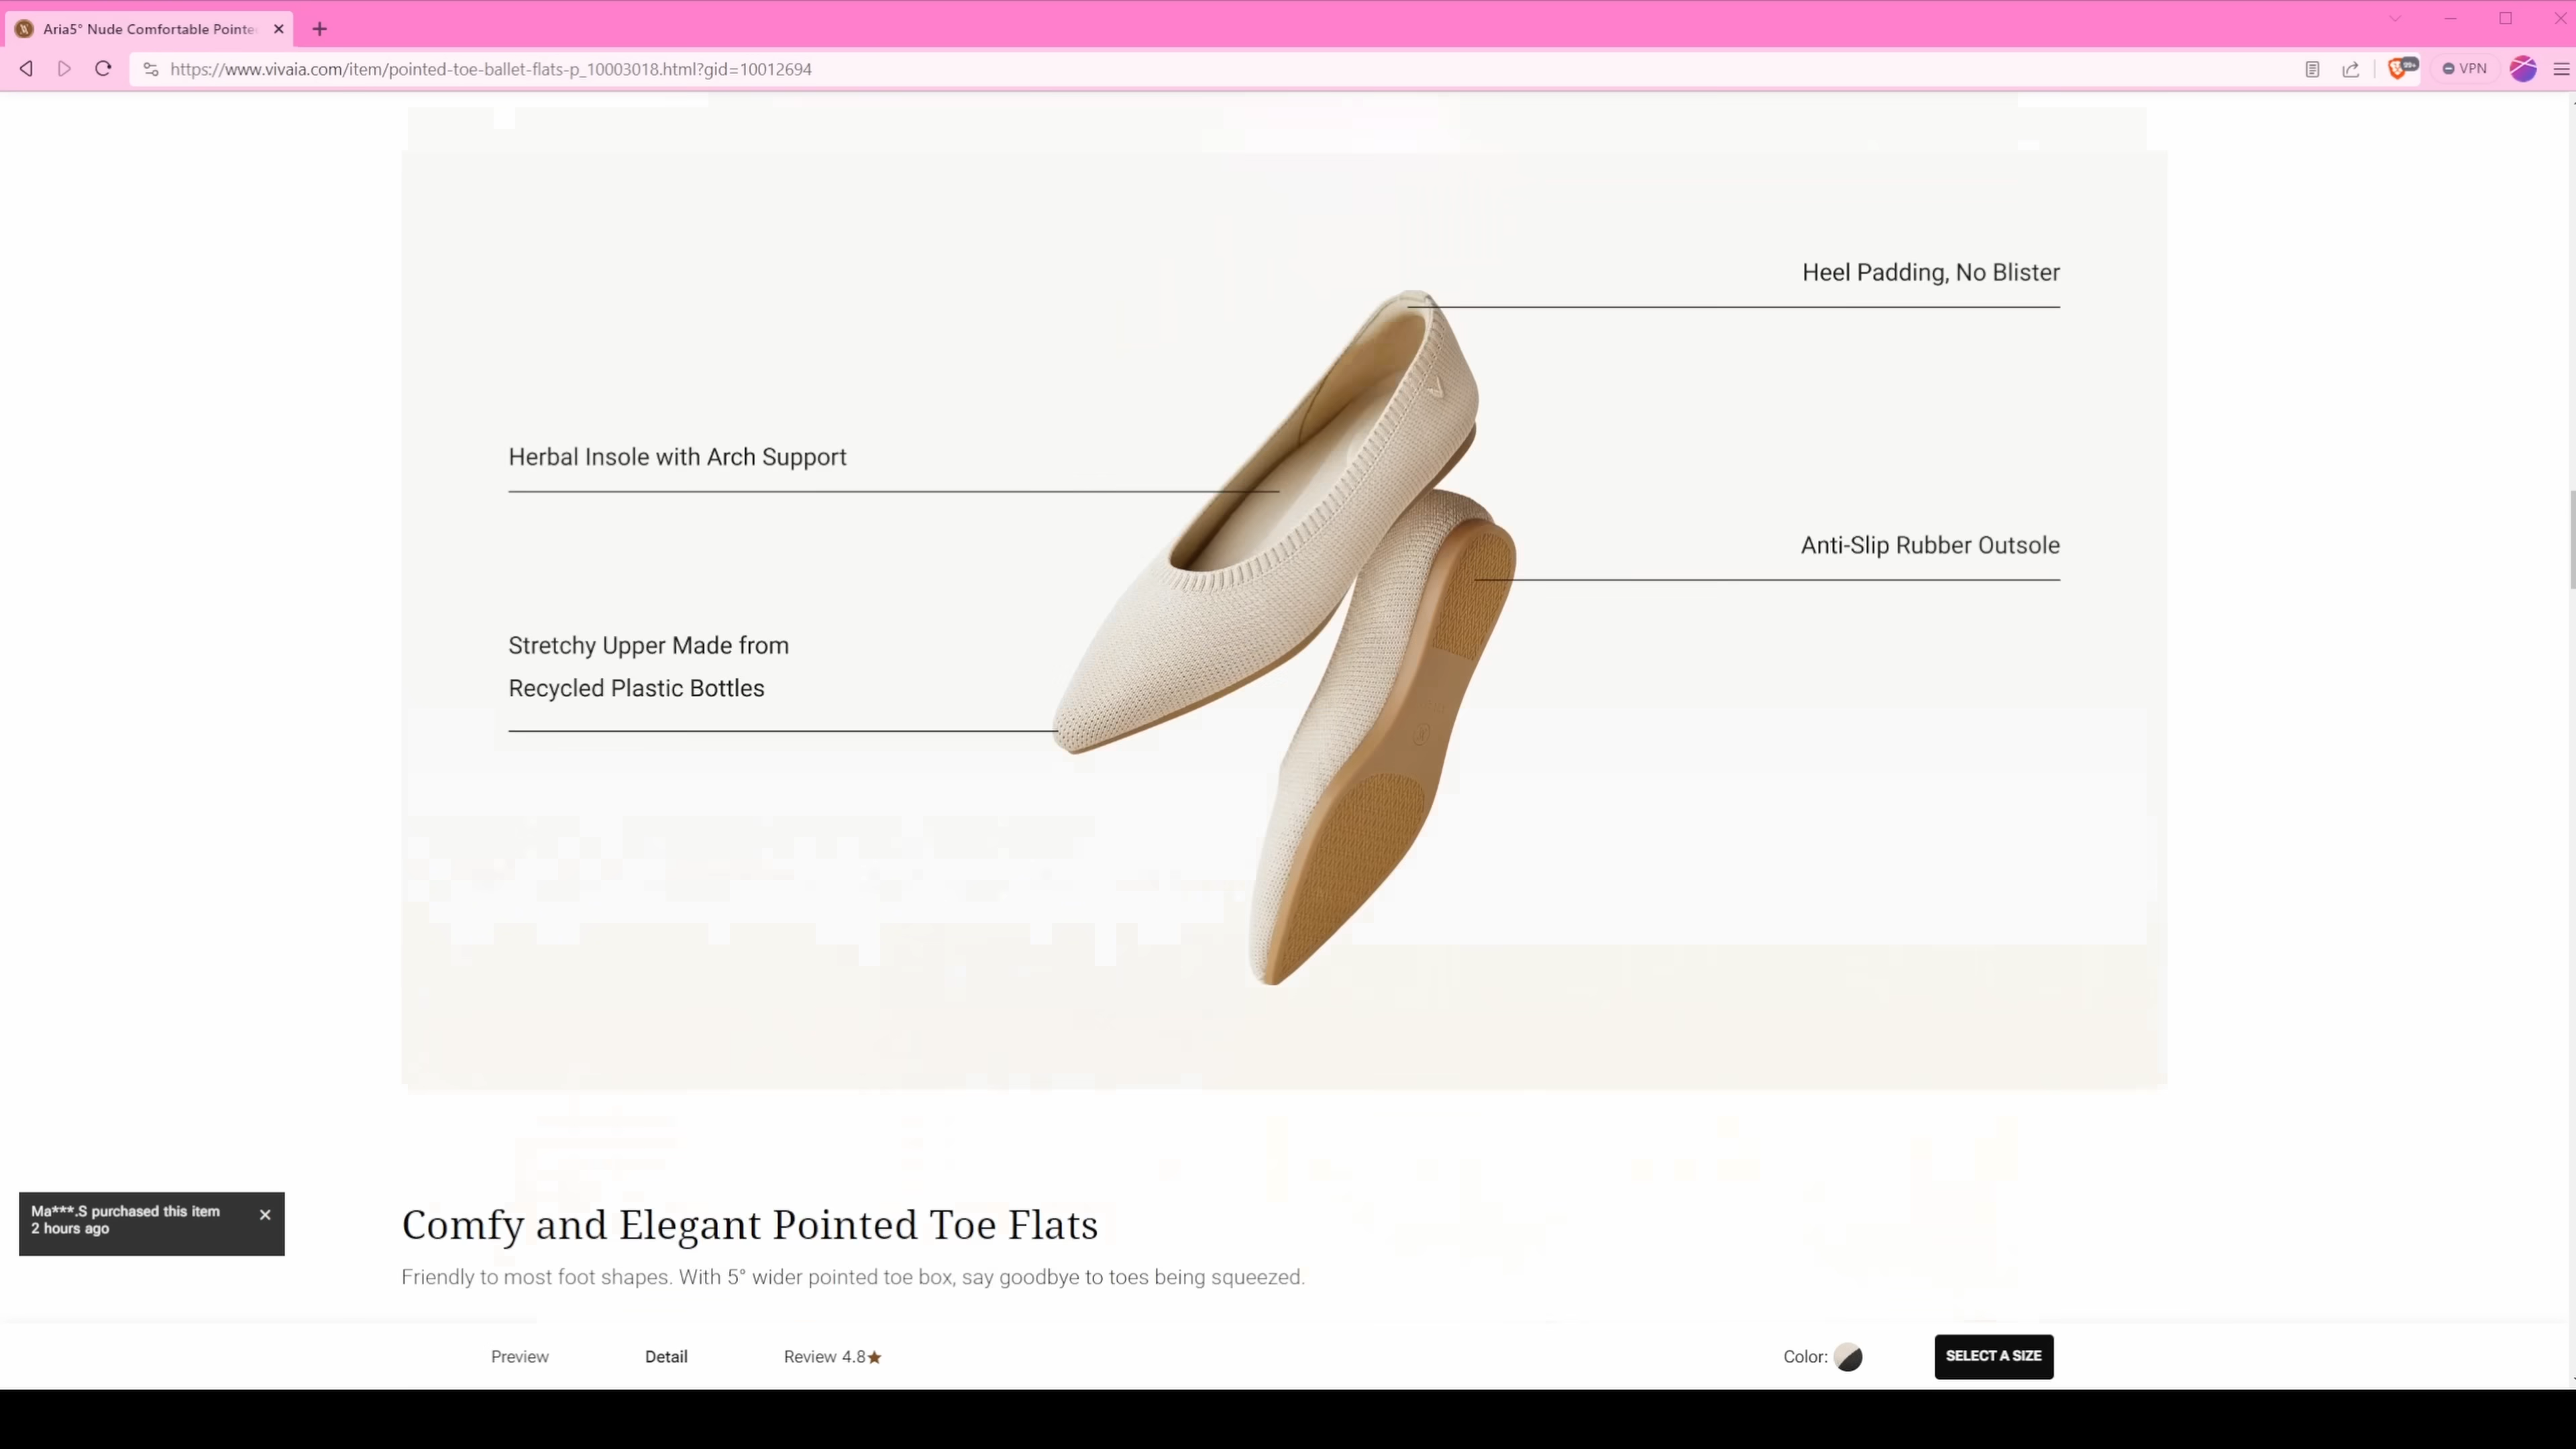 Aria5° Nude Comfortable Pointe
https://www.vivaia.com/item/pointed-toe-ballet-flats-p_10003018.html?gid=10012694
99+
VPN
Heel Padding, No Blister
Herbal Insole with Arch Support
Anti-Slip Rubber Outsole
Stretchy Upper Made from
Recycled Plastic Bottles
Ma***.S purchased this item
2 hours ago
Comfy and Elegant Pointed Toe Flats
Friendly to most foot shapes. With 5° wider pointed toe box, say goodbye to toes being squeezed.
Preview
Detail
Review 4.8★
Color:
SELECT A SIZE